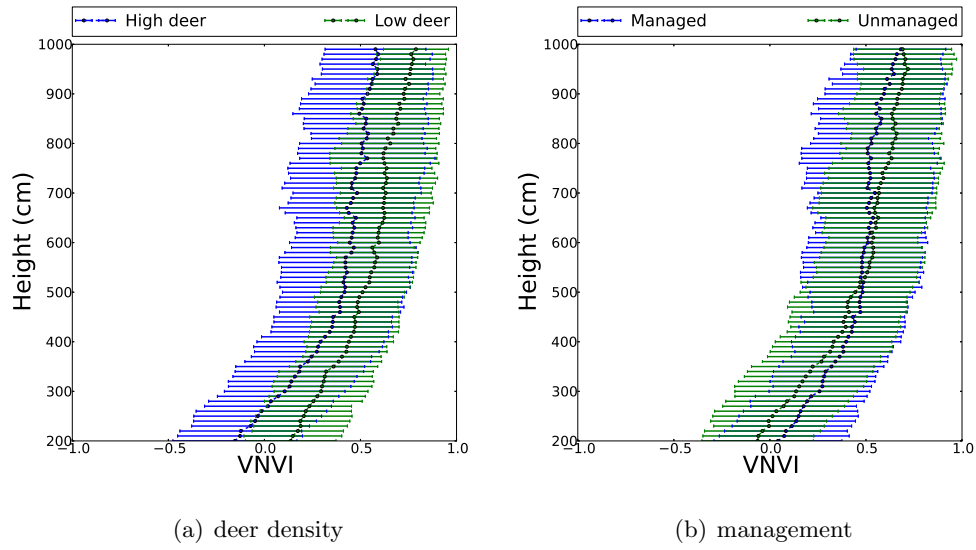 High deer Low deer
Managed Unmanaged
1000
900
800
700
600
500
400
300
200
Height (cm)
−1.0 −0.5 0.0 0.5 1.0
VNVI
1000
900
800
700
600
500
400
300
200
Height (cm)
−1.0 −0.5 0.0 0.5 1.0
VNVI
(a) deer density
(b) management